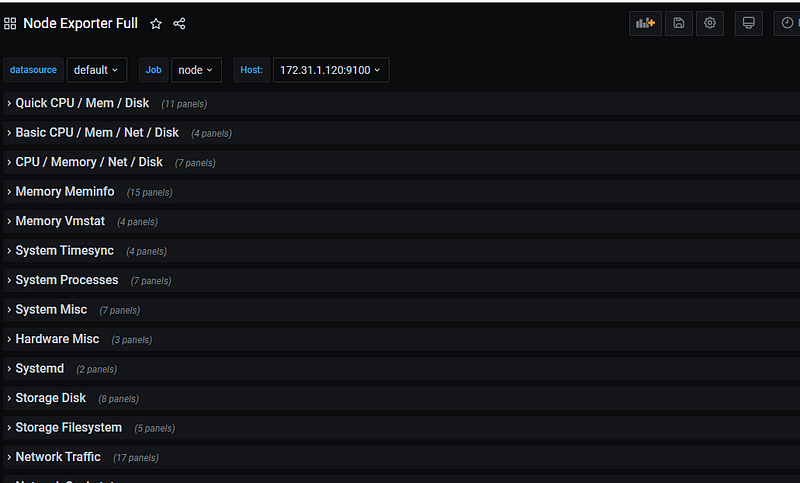 Node Exporter Full
datasource default Job node Host: 172.31.1.120:9100
Quick CPU / Mem / Disk (11 panels)
Basic CPU / Mem / Net / Disk (4 panels)
CPU / Memory / Net / Disk (7 panels)
Memory Meminfo (15 panels)
Memory Vmstat (4 panels)
System Timesync (4 panels)
System Processes (7 panels)
System Misc (7 panels)
Hardware Misc (3 panels)
Systemd (2 panels)
Storage Disk (8 panels)
Storage Filesystem (5 panels)
Network Traffic (17 panels)